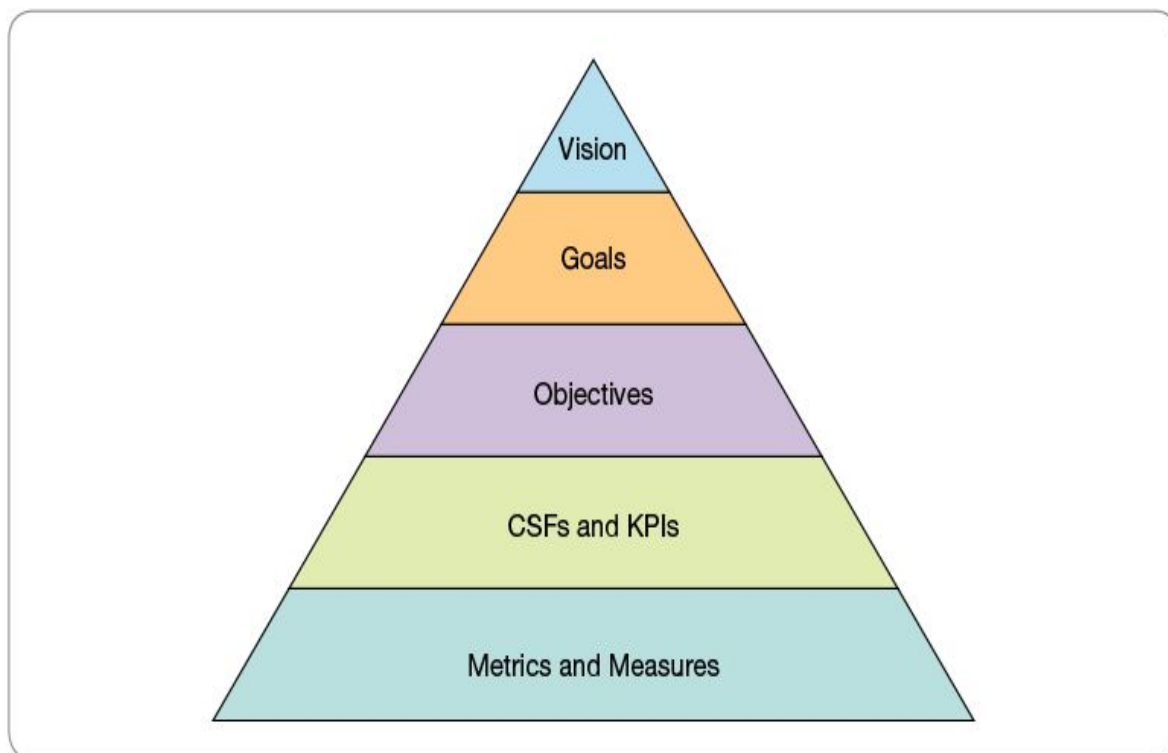 Vision
Goals
Objectives
CSFs and KPIs
Metrics and Measures